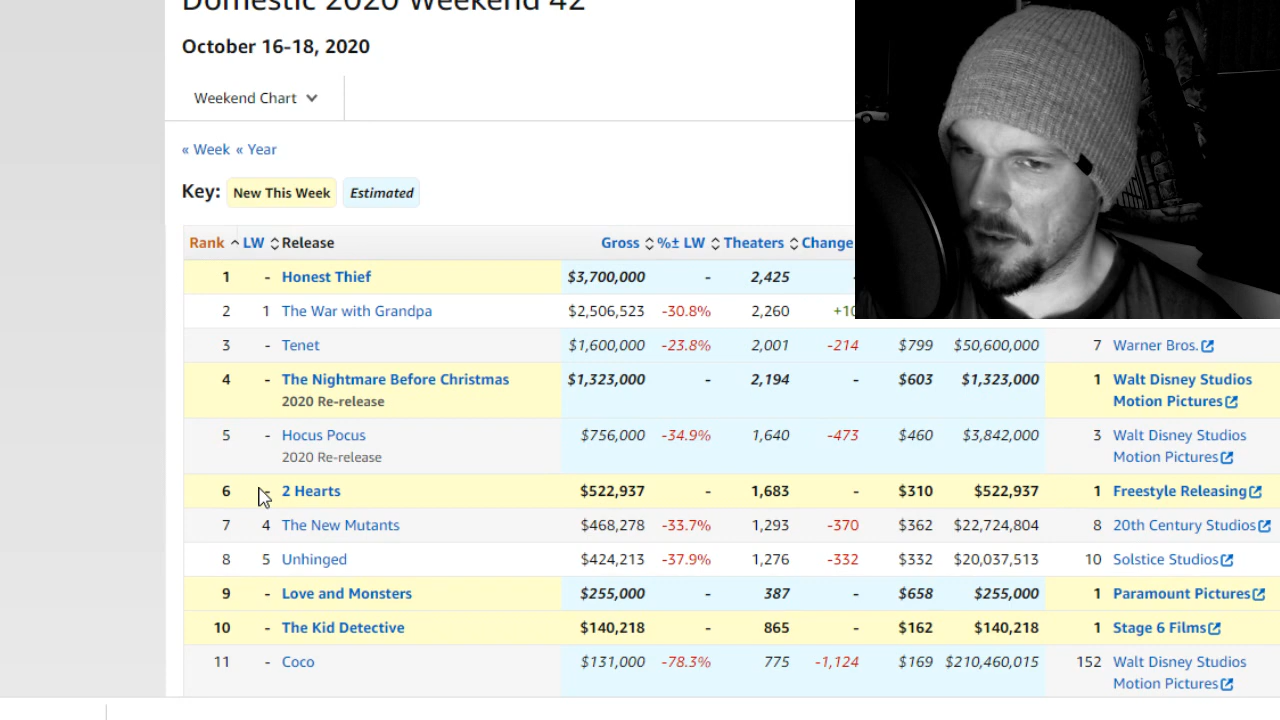 Domestic 2020 Weekend 42
October 16-18, 2020
Weekend Chart
« Week « Year
Key: New This Week Estimated
Rank LW Release Gross %± LW Theaters Change
1 - Honest Thief $3,700,000 - 2,425 -
2 1 The War with Grandpa $2,506,523 -30.8% 2,260 +10
3 - Tenet $1,600,000 -23.8% 2,001 -214 $799 $50,600,000 7 Warner Bros.
4 - The Nightmare Before Christmas $1,323,000 - 2,194 - $603 $1,323,000 1 Walt Disney Studios
2020 Re-release Motion Pictures
5 - Hocus Pocus $756,000 -34.9% 1,640 -473 $460 $3,842,000 3 Walt Disney Studios
2020 Re-release Motion Pictures
6 - 2 Hearts $522,937 - 1,683 - $310 $522,937 1 Freestyle Releasing
7 4 The New Mutants $468,278 -33.7% 1,293 -370 $362 $22,724,804 8 20th Century Studios
8 5 Unhinged $424,213 -37.9% 1,276 -332 $332 $20,037,513 10 Solstice Studios
9 - Love and Monsters $255,000 - 387 - $658 $255,000 1 Paramount Pictures
10 - The Kid Detective $140,218 - 865 - $162 $140,218 1 Stage 6 Films
11 - Coco $131,000 -78.3% 775 -1,124 $169 $210,460,015 152 Walt Disney Studios
Motion Pictures